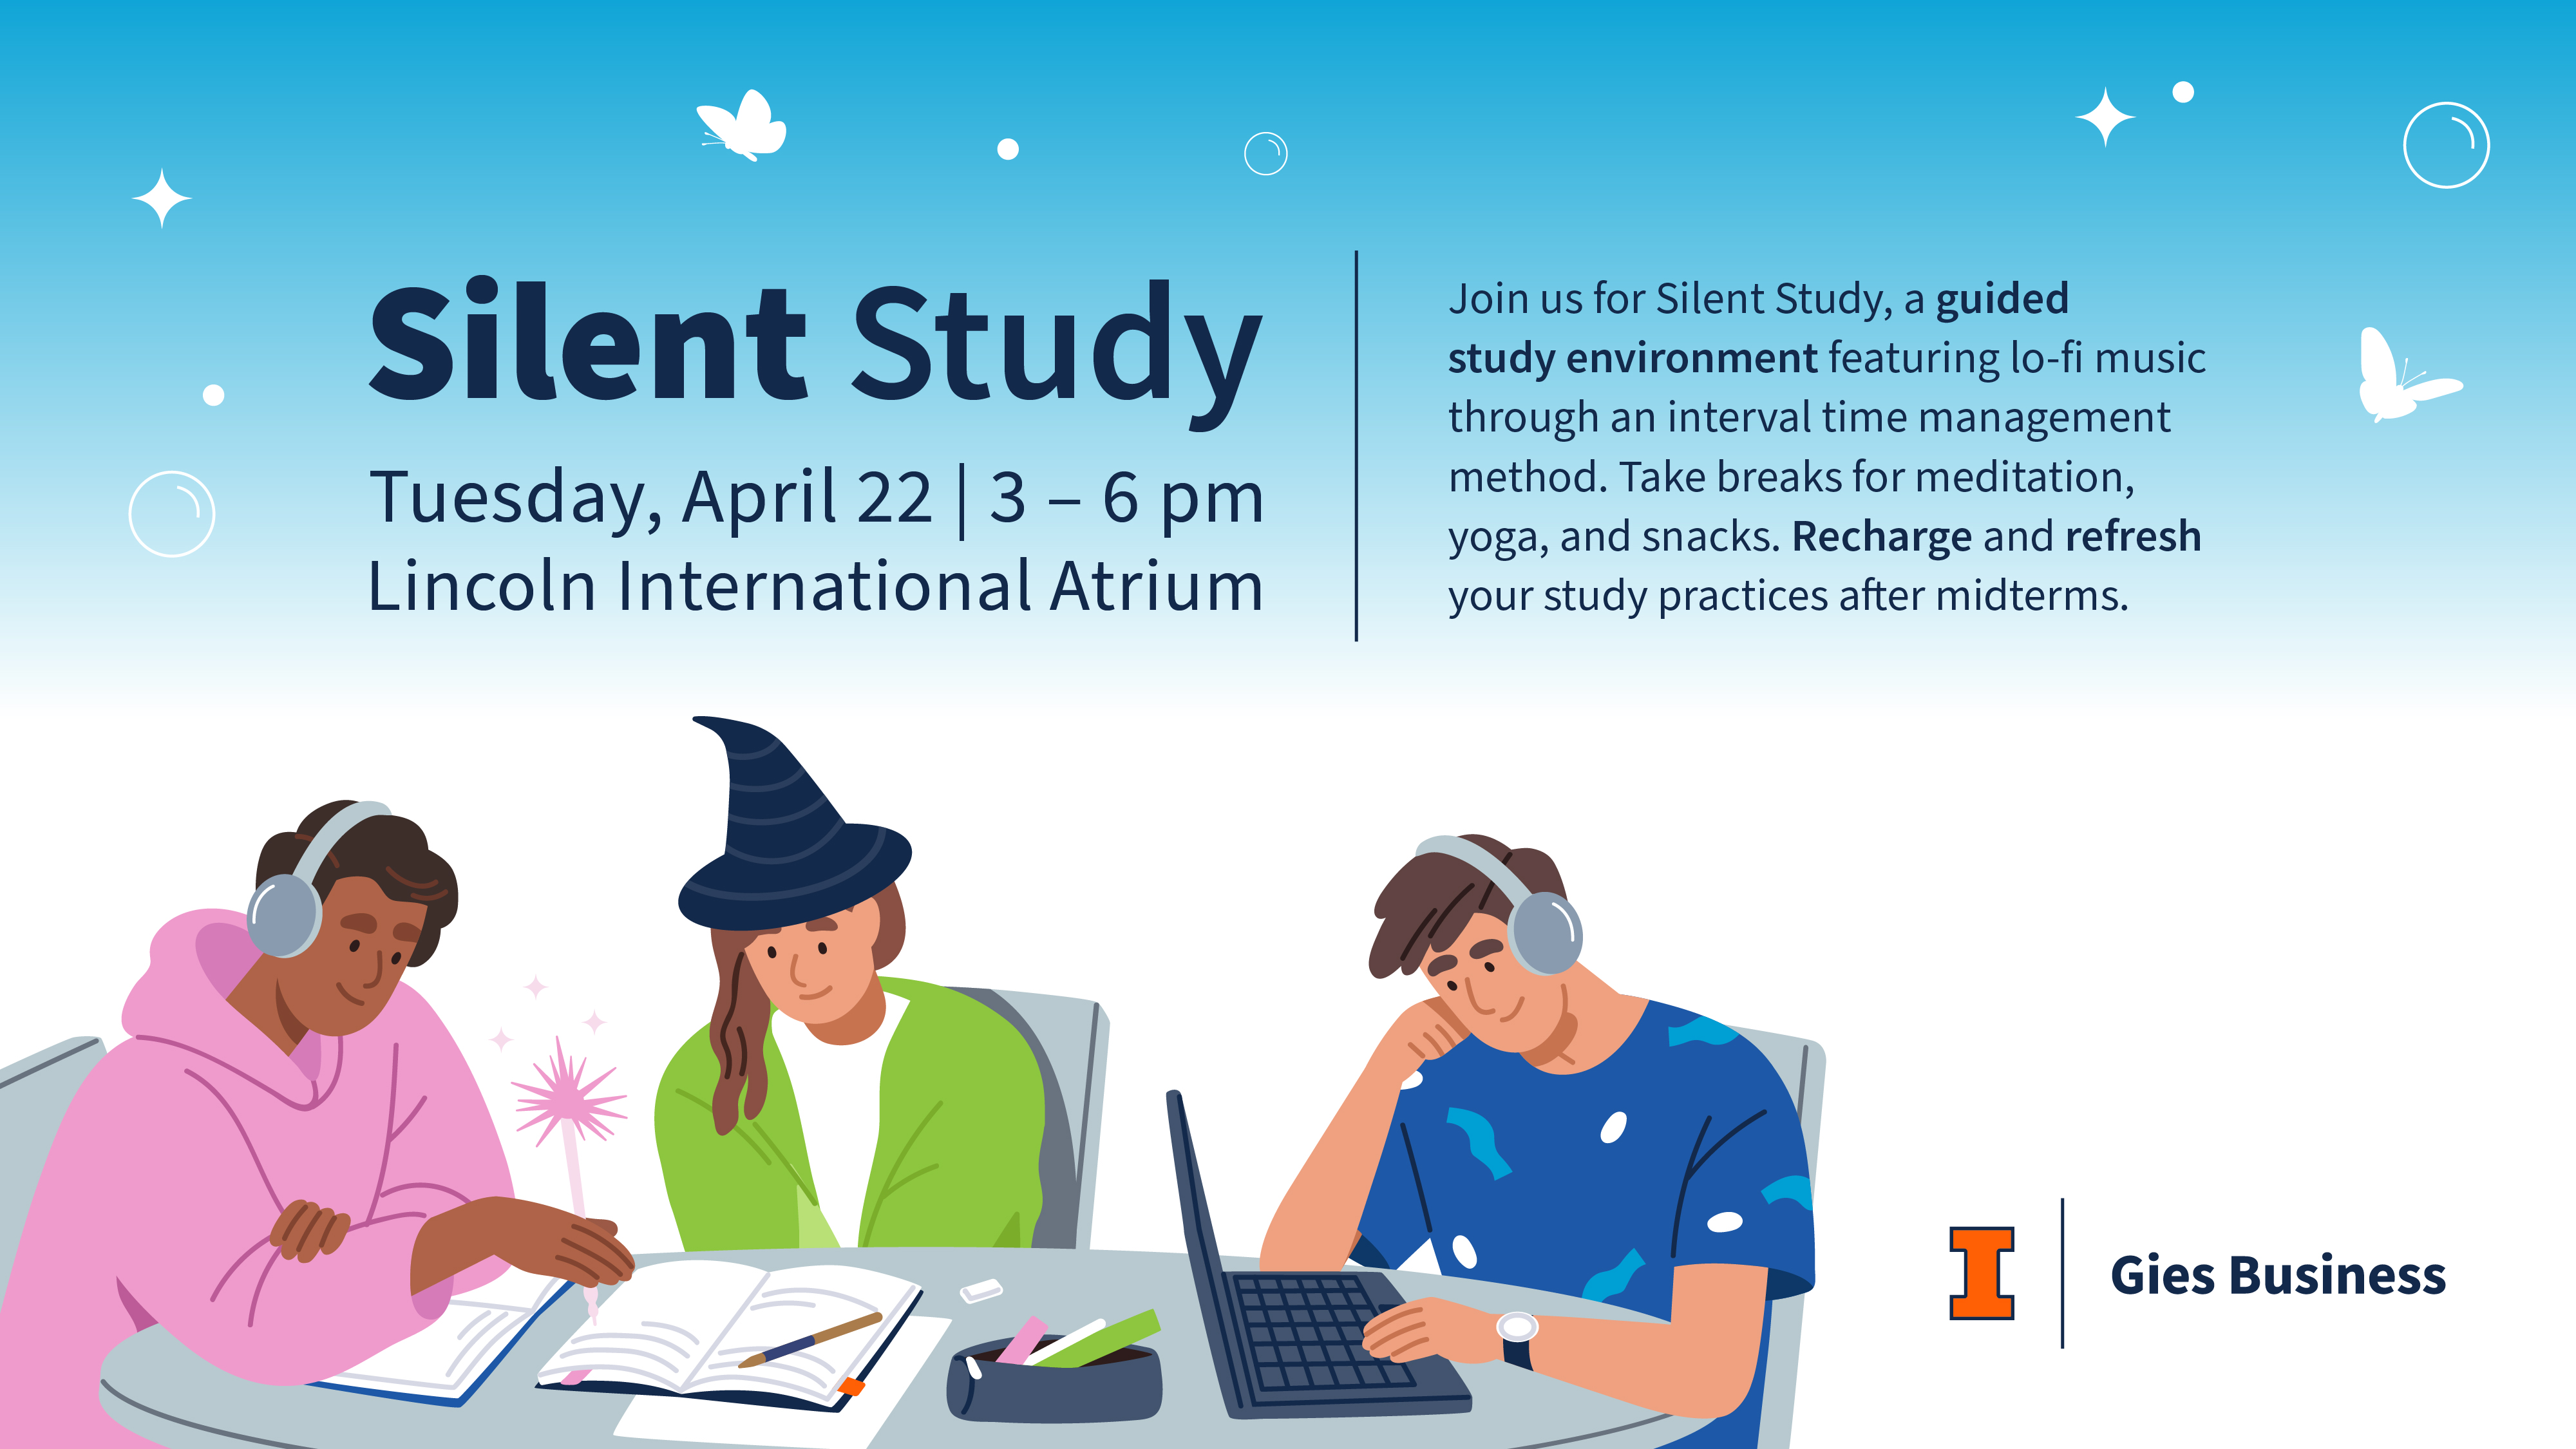 Silent Study
Tuesday, April 22 | 3 – 6 pm
Lincoln International Atrium
Join us for Silent Study, a guided
study environment featuring lo-fi music
through an interval time management
method. Take breaks for meditation,
yoga, and snacks. Recharge and refresh
your study practices after midterms.
I
Gies Business